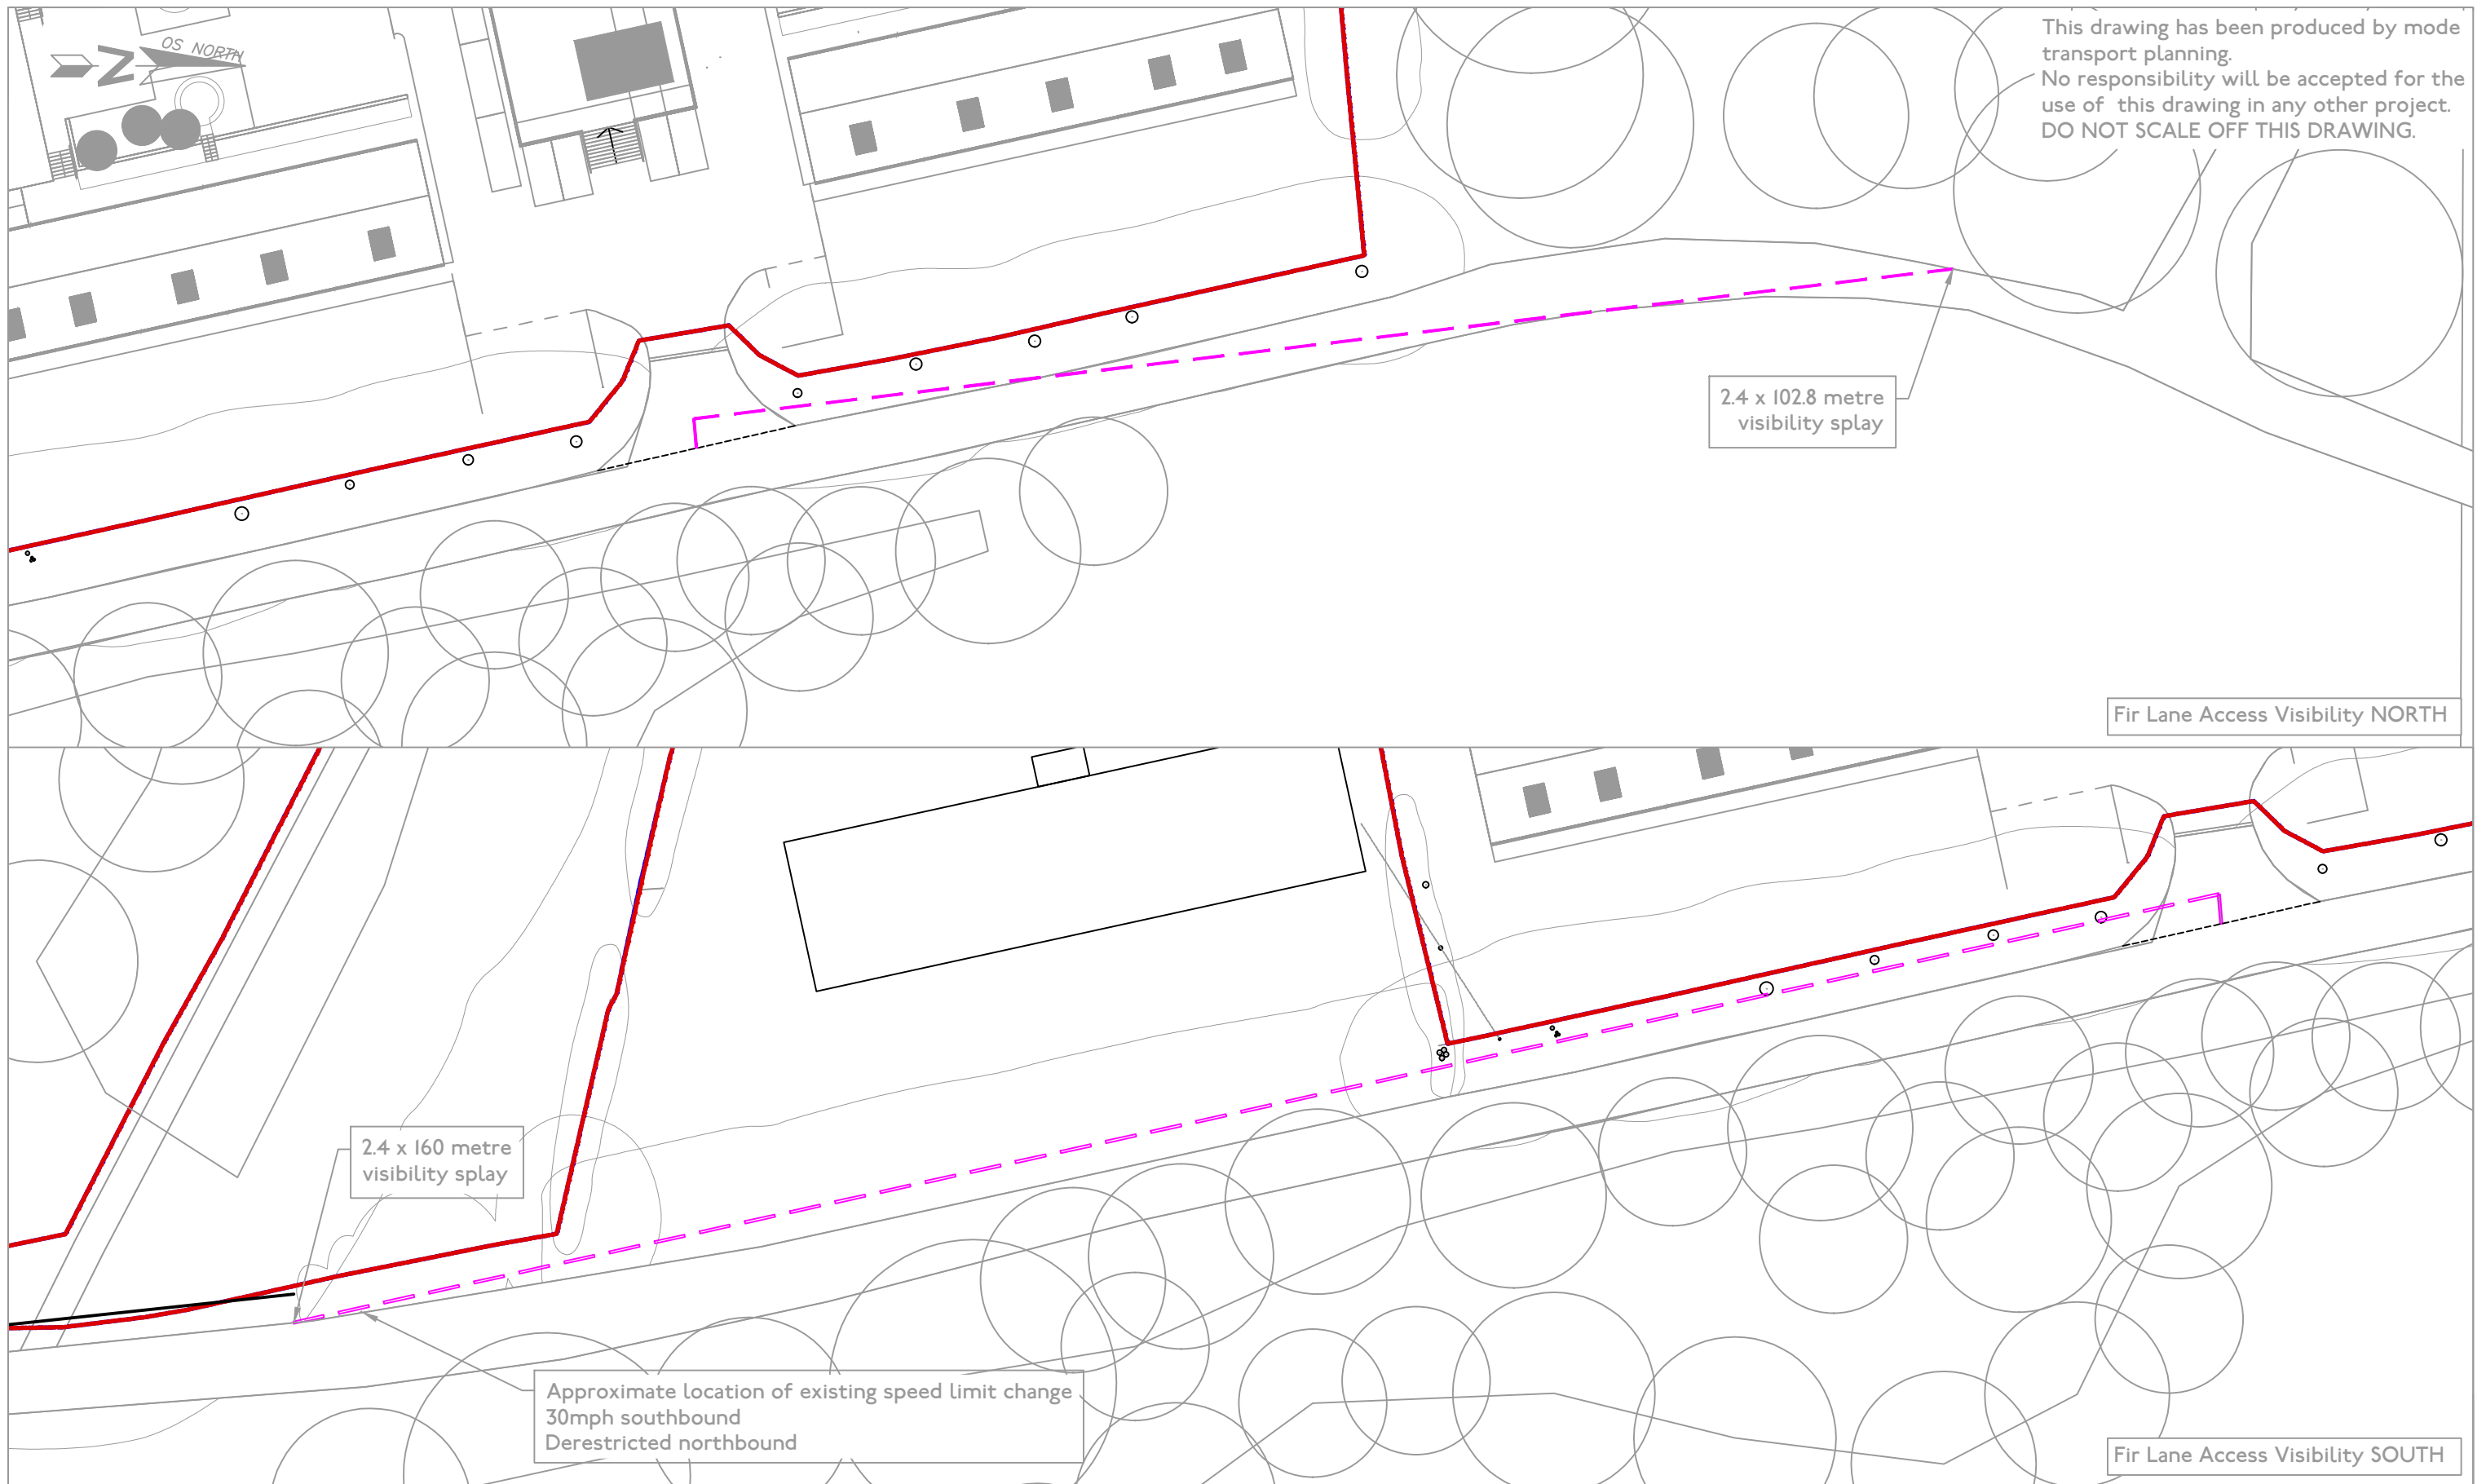 N
OS NORTH
This drawing has been produced by mode
transport planning.
No responsibility will be accepted for the
use of this drawing in any other project.
DO NOT SCALE OFF THIS DRAWING.
2.4 x 102.8 metre
visibility splay
Fir Lane Access Visibility NORTH
2.4 x 160 metre
visibility splay
Approximate location of existing speed limit change
30mph southbound
Derestricted northbound
Fir Lane Access Visibility SOUTH